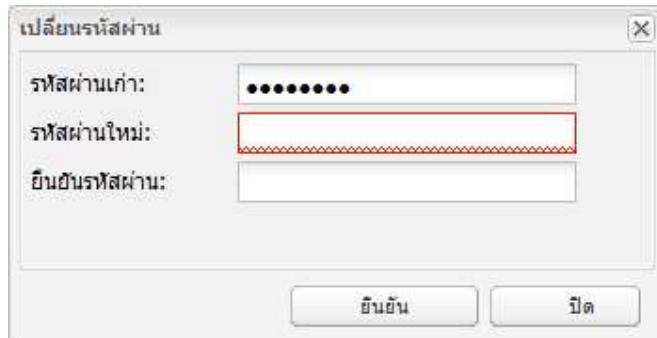 เปลี่ยนรหัสผ่าน
รหัสผ่านเก่า: ●●●●●●●●
รหัสผ่านใหม่:
ยืนยันรหัสผ่าน:
ยืนยัน ปิด